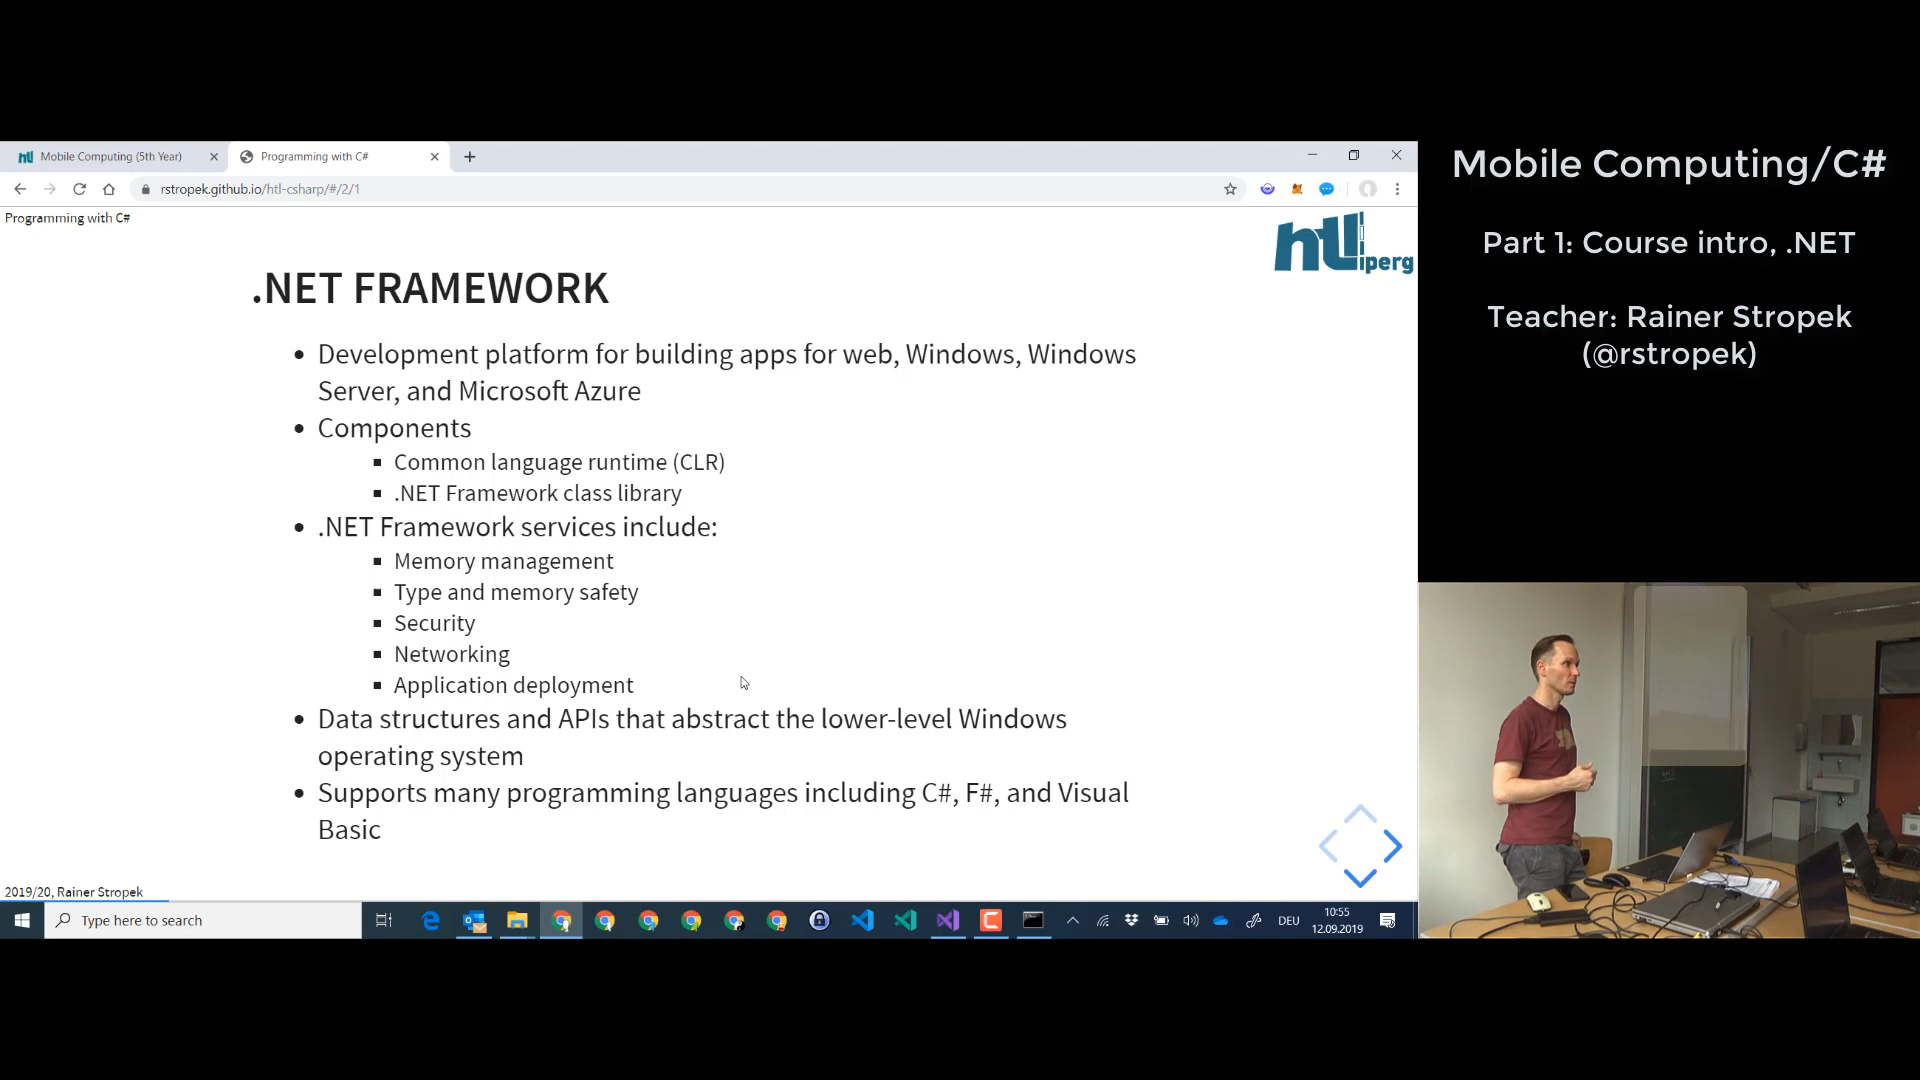 Mobile Computing (5th Year)
Programming with C#
rstropek.github.io/htl-csharp/#/2/1
Programming with C#
htl
iperg
.NET FRAMEWORK
• Development platform for building apps for web, Windows, Windows
Server, and Microsoft Azure
• Components
▪ Common language runtime (CLR)
▪ .NET Framework class library
• .NET Framework services include:
▪ Memory management
▪ Type and memory safety
▪ Security
▪ Networking
▪ Application deployment
• Data structures and APIs that abstract the lower-level Windows
operating system
• Supports many programming languages including C#, F#, and Visual
Basic
2019/20, Rainer Stropek
Type here to search
DEU
10:55
12.09.2019
Mobile Computing/C#
Part 1: Course intro, .NET
Teacher: Rainer Stropek
(@rstropek)